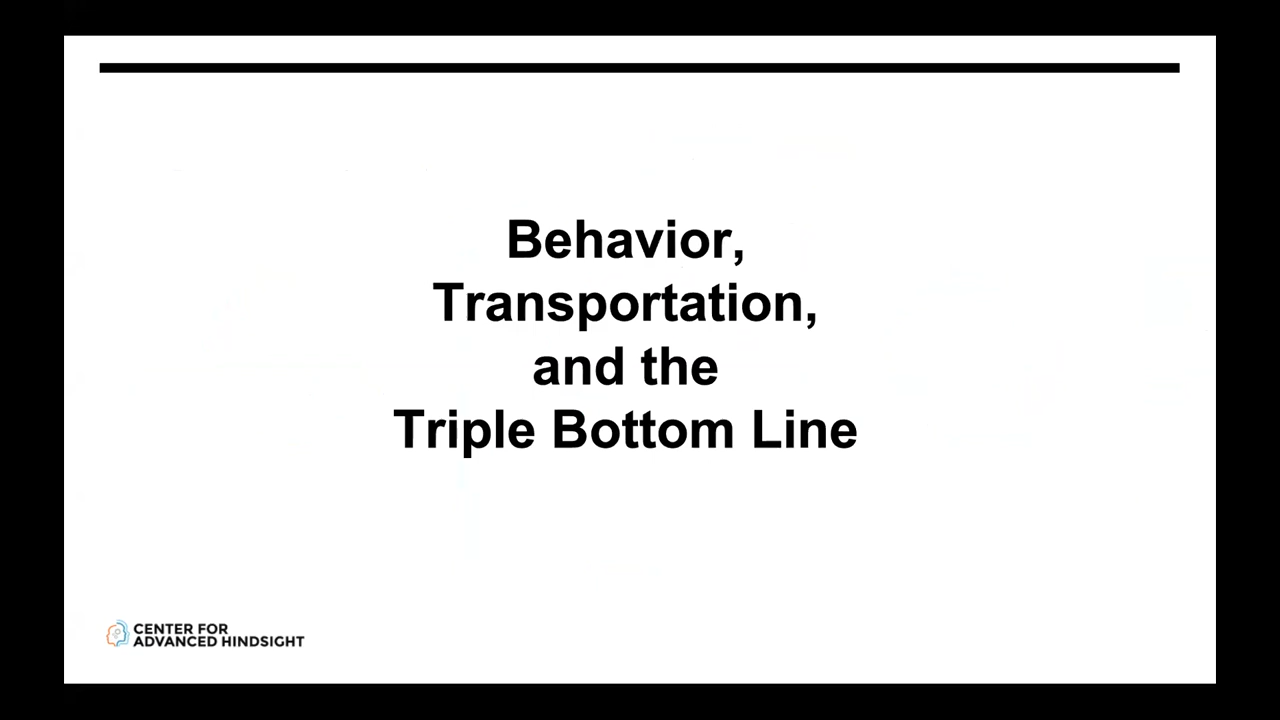 Behavior,
Transportation,
and the
Triple Bottom Line
CENTER FOR
ADVANCED HINDSIGHT